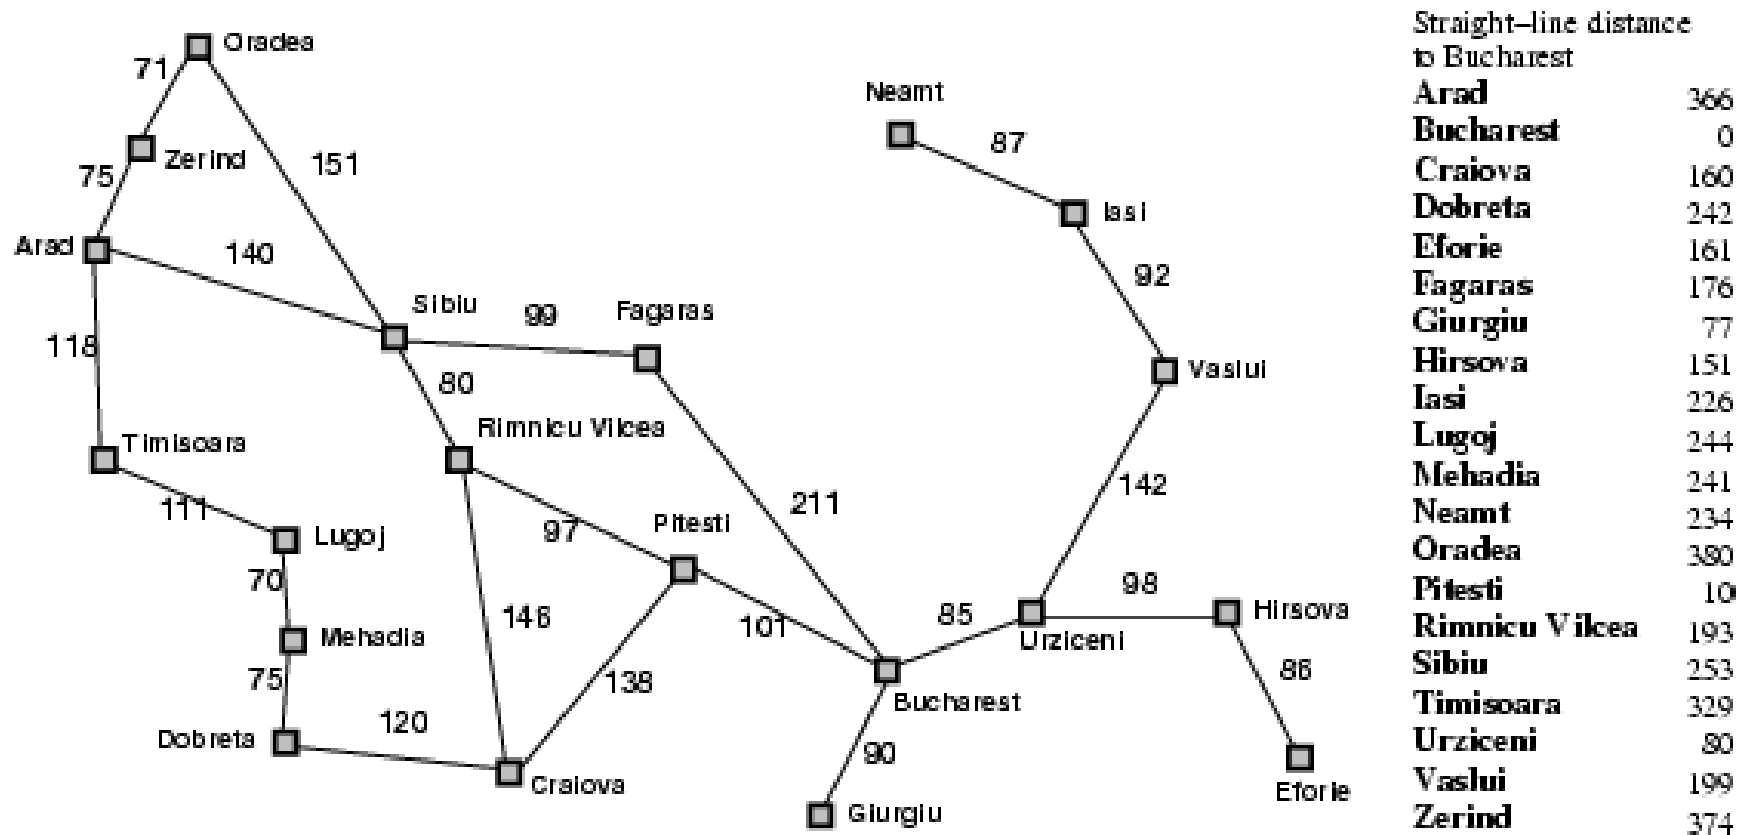 Oradea
71
Neamt
87
Zerind
151
75
Iasi
Arad
140
92
Sibiu
99
Fagaras
118
80
Vaslui
Timisoara
Rimnicu Vilcea
142
111
211
Lugoj
97
Pitesti
70
98
146
85
Hirsova
Mehadia
101
Urziceni
86
75
138
Bucharest
120
Dobreta
90
Craiova
Eforie
Giurgiu
Straight-line distance
to Bucharest
Arad 366
Bucharest 0
Craiova 160
Dobreta 242
Eforie 161
Fagaras 176
Giurgiu 77
Hirsova 151
Iasi 226
Lugoj 244
Mehadia 241
Neamt 234
Oradea 380
Pitesti 10
Rimnicu Vilcea 193
Sibiu 253
Timisoara 329
Urziceni 80
Vaslui 199
Zerind 374